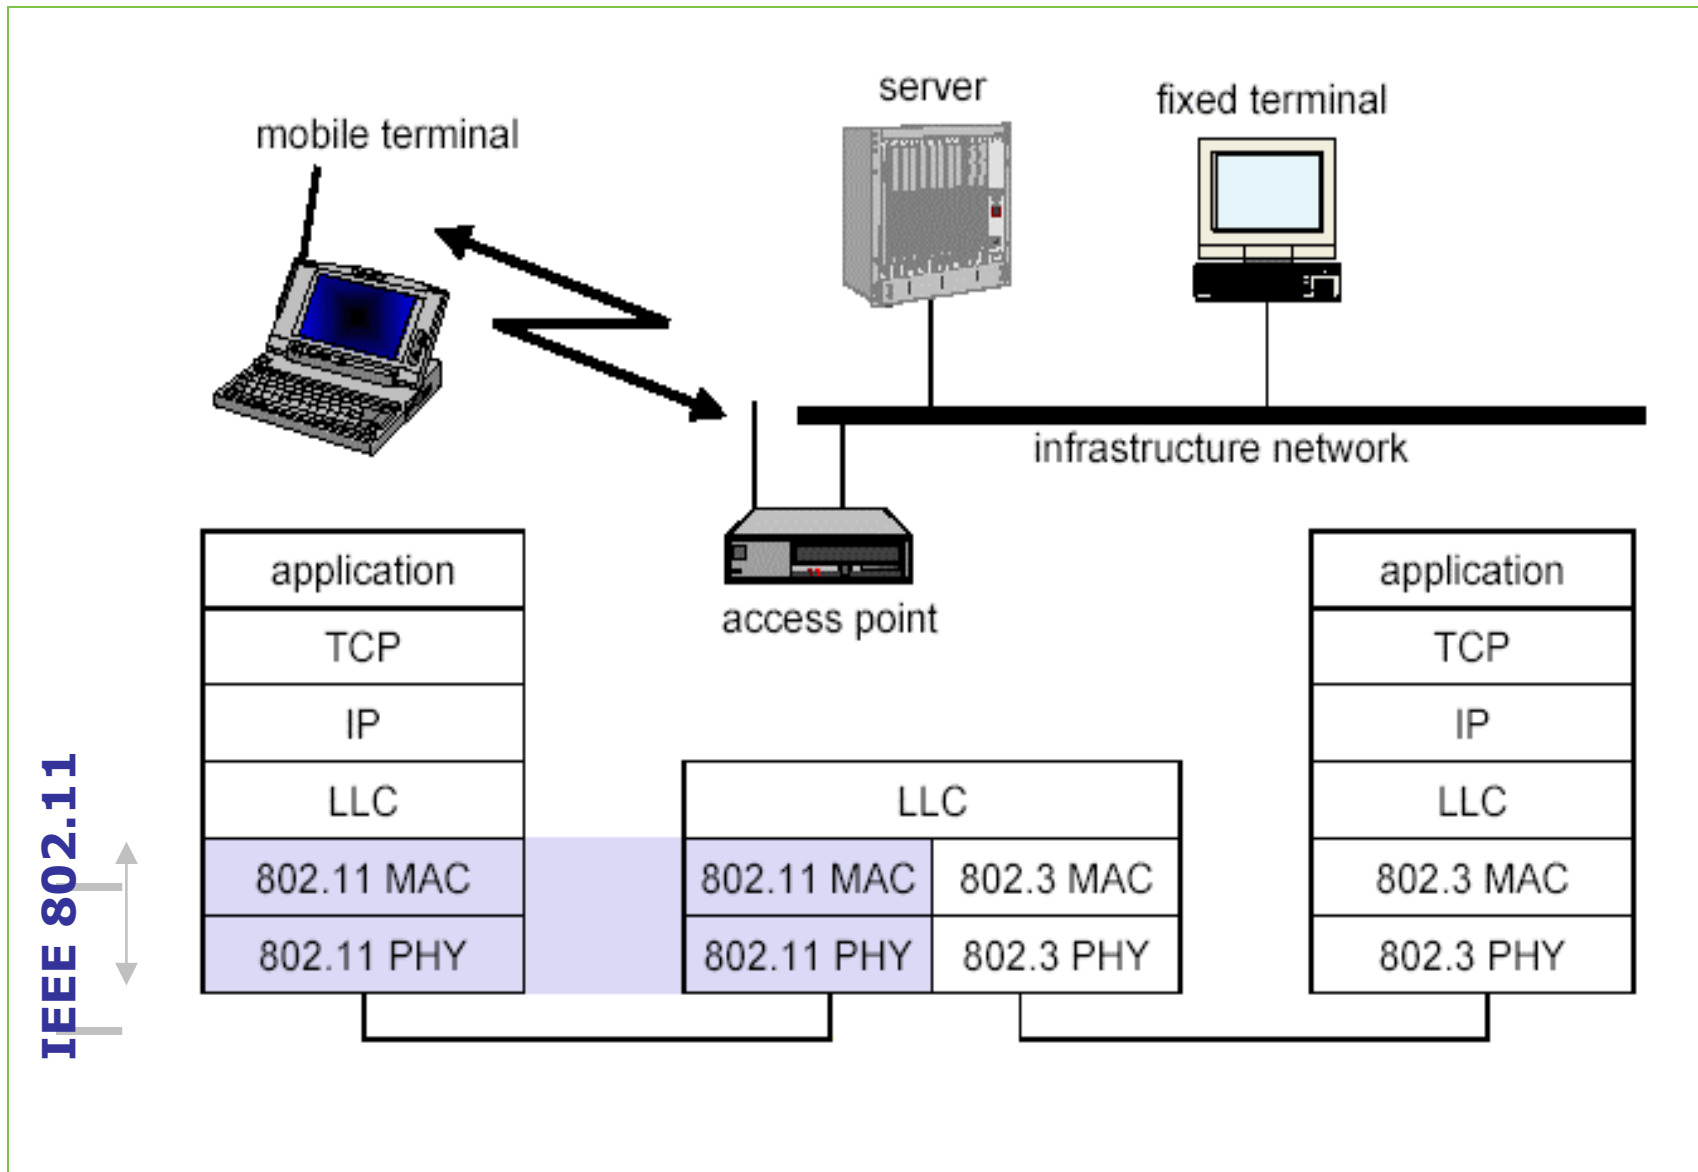 server
fixed terminal
mobile terminal
infrastructure network
access point
application
TCP
IP
LLC
802.11 MAC
802.11 PHY
LLC
802.11 MAC
802.3 MAC
802.11 PHY
802.3 PHY
application
TCP
IP
LLC
802.3 MAC
802.3 PHY
IEEE 802.11